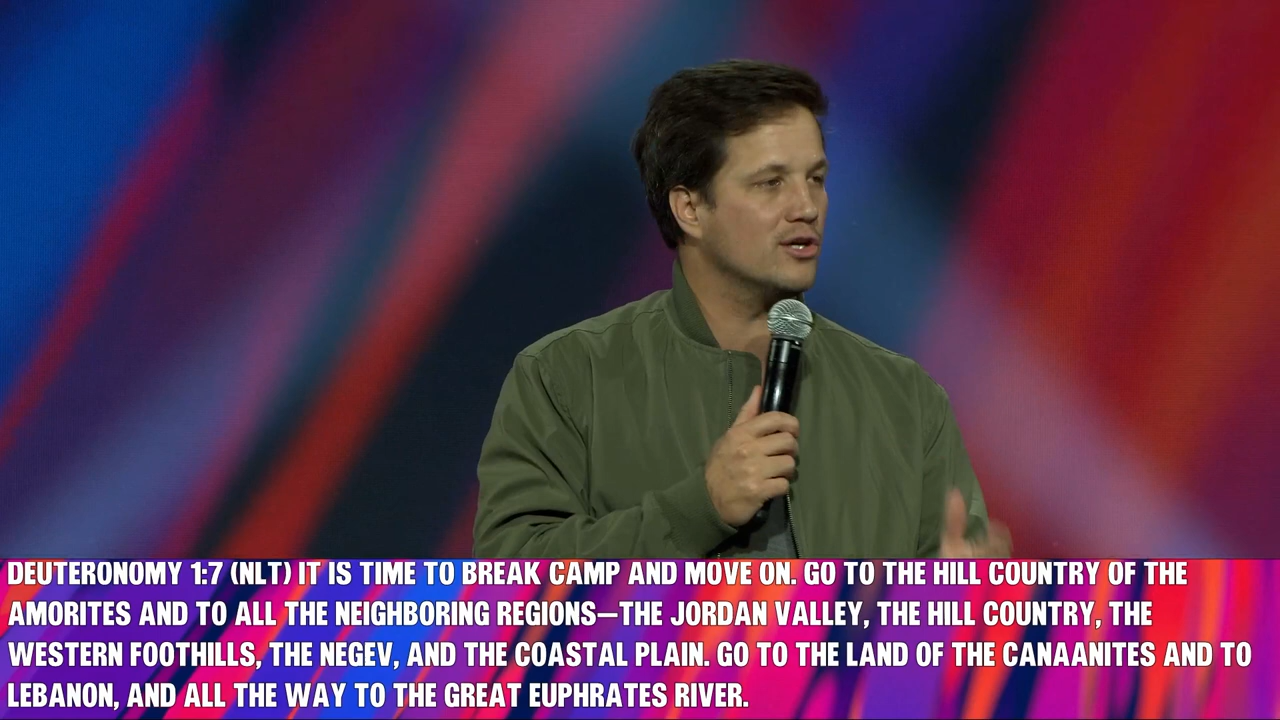 DEUTERONOMY 1:7 (NLT) IT IS TIME TO BREAK CAMP AND MOVE ON. GO TO THE HILL COUNTRY OF THE
AMORITES AND TO ALL THE NEIGHBORING REGIONS—THE JORDAN VALLEY, THE HILL COUNTRY, THE
WESTERN FOOTHILLS, THE NEGEV, AND THE COASTAL PLAIN. GO TO THE LAND OF THE CANAANITES AND TO
LEBANON, AND ALL THE WAY TO THE GREAT EUPHRATES RIVER.